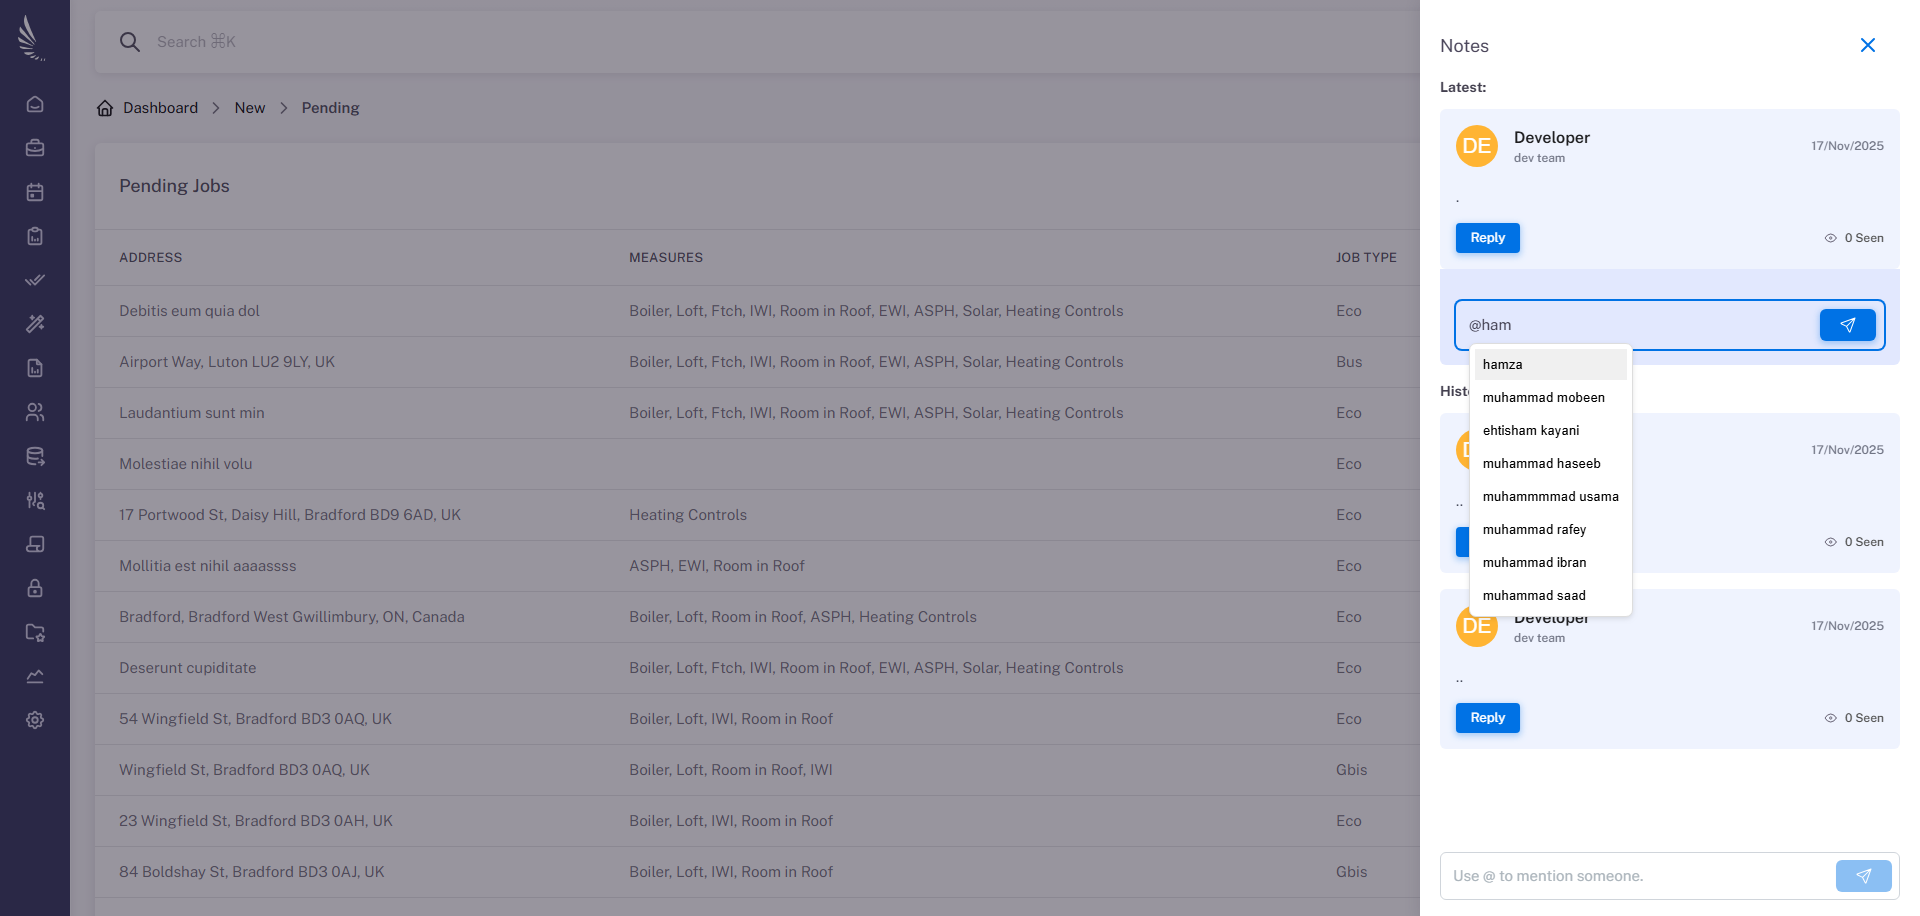 Search ⌘K
Dashboard > New > Pending
Pending Jobs
ADDRESS MEASURES JOB TYPE
Debitis eum quia dol Boiler, Loft, Ftch, IWI, Room in Roof, EWI, ASPH, Solar, Heating Controls Eco
Airport Way, Luton LU2 9LY, UK Boiler, Loft, Ftch, IWI, Room in Roof, EWI, ASPH, Solar, Heating Controls Bus
Laudantium sunt min Boiler, Loft, Ftch, IWI, Room in Roof, EWI, ASPH, Solar, Heating Controls Eco
Molestiae nihil volu Eco
17 Portwood St, Daisy Hill, Bradford BD9 6AD, UK Heating Controls Eco
Mollitia est nihil aaaassss ASPH, EWI, Room in Roof Eco
Bradford, Bradford West Gwillimbury, ON, Canada Boiler, Loft, Room in Roof, ASPH, Heating Controls Eco
Deserunt cupiditate Boiler, Loft, Ftch, IWI, Room in Roof, EWI, ASPH, Solar, Heating Controls Eco
54 Wingfield St, Bradford BD3 0AQ, UK Boiler, Loft, IWI, Room in Roof Eco
Wingfield St, Bradford BD3 0AQ, UK Boiler, Loft, Room in Roof, IWI Gbis
23 Wingfield St, Bradford BD3 0AH, UK Boiler, Loft, IWI, Room in Roof Eco
84 Boldshay St, Bradford BD3 0AJ, UK Boiler, Loft, IWI, Room in Roof Gbis
Notes
Latest:
DE Developer 17/Nov/2025
dev team
.
Reply 0 Seen
@ham
hamza
muhammad mobeen
ehtisham kayani
muhammad haseeb
muhammmmad usama
muhammad rafey
muhammad ibran
muhammad saad
17/Nov/2025
..
0 Seen
DE Developer 17/Nov/2025
dev team
..
Reply 0 Seen
Use @ to mention someone.